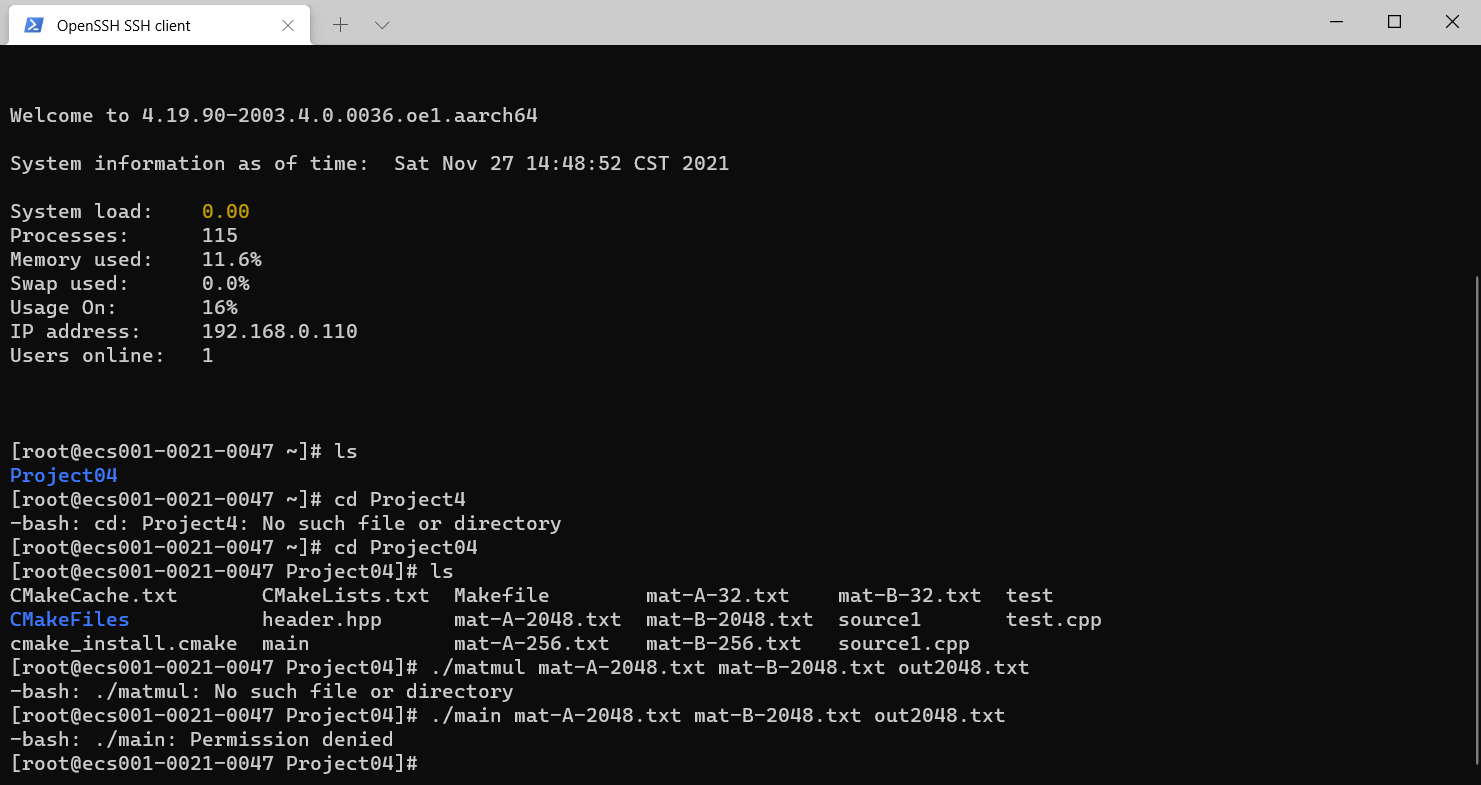 OpenSSH SSH client
Welcome to 4.19.90-2003.4.0.0036.oe1.aarch64
System information as of time:  Sat Nov 27 14:48:52 CST 2021
System load:    0.00
Processes:      115
Memory used:    11.6%
Swap used:      0.0%
Usage On:       16%
IP address:     192.168.0.110
Users online:   1
[root@ecs001-0021-0047 ~]# ls
Project04
[root@ecs001-0021-0047 ~]# cd Project4
-bash: cd: Project4: No such file or directory
[root@ecs001-0021-0047 ~]# cd Project04
[root@ecs001-0021-0047 Project04]# ls
CMakeCache.txt       CMakeLists.txt  Makefile        mat-A-32.txt    mat-B-32.txt  test
CMakeFiles           header.hpp      mat-A-2048.txt  mat-B-2048.txt  source1       test.cpp
cmake_install.cmake  main            mat-A-256.txt   mat-B-256.txt   source1.cpp
[root@ecs001-0021-0047 Project04]# ./matmul mat-A-2048.txt mat-B-2048.txt out2048.txt
-bash: ./matmul: No such file or directory
[root@ecs001-0021-0047 Project04]# ./main mat-A-2048.txt mat-B-2048.txt out2048.txt
-bash: ./main: Permission denied
[root@ecs001-0021-0047 Project04]#